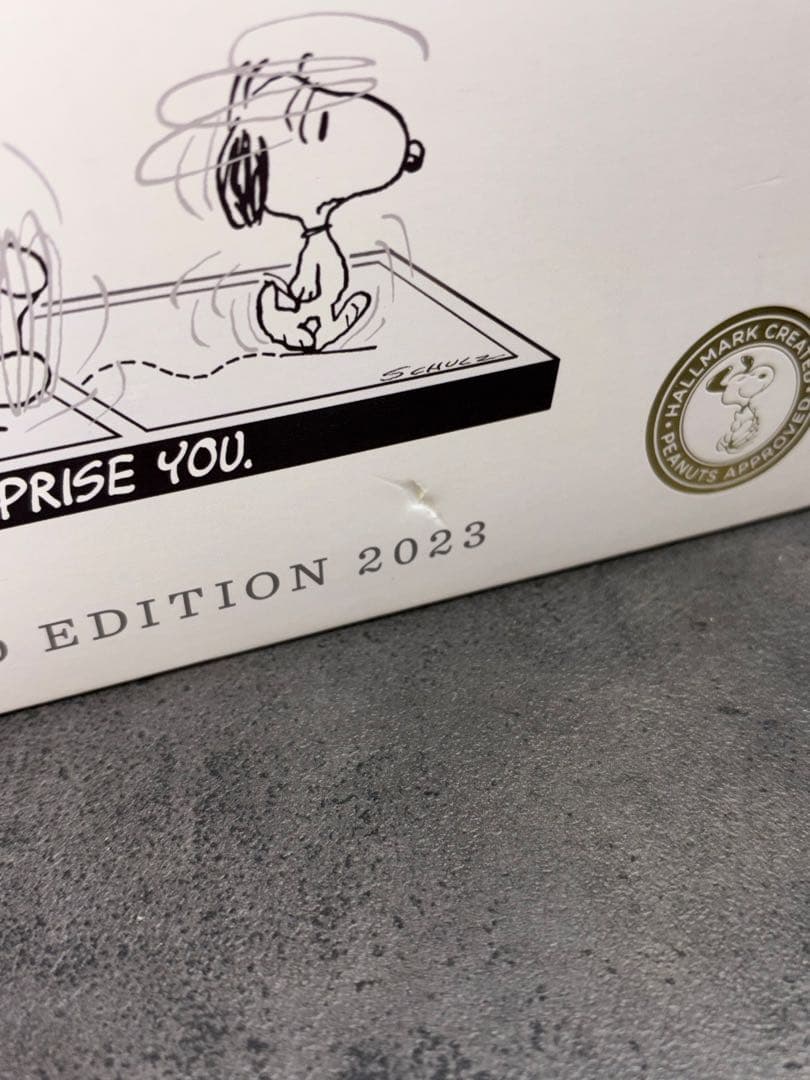 SCHULZ
PRISE YOU.
EDITION 2023
HALLMARK CREATED
PEANUTS APPROVED